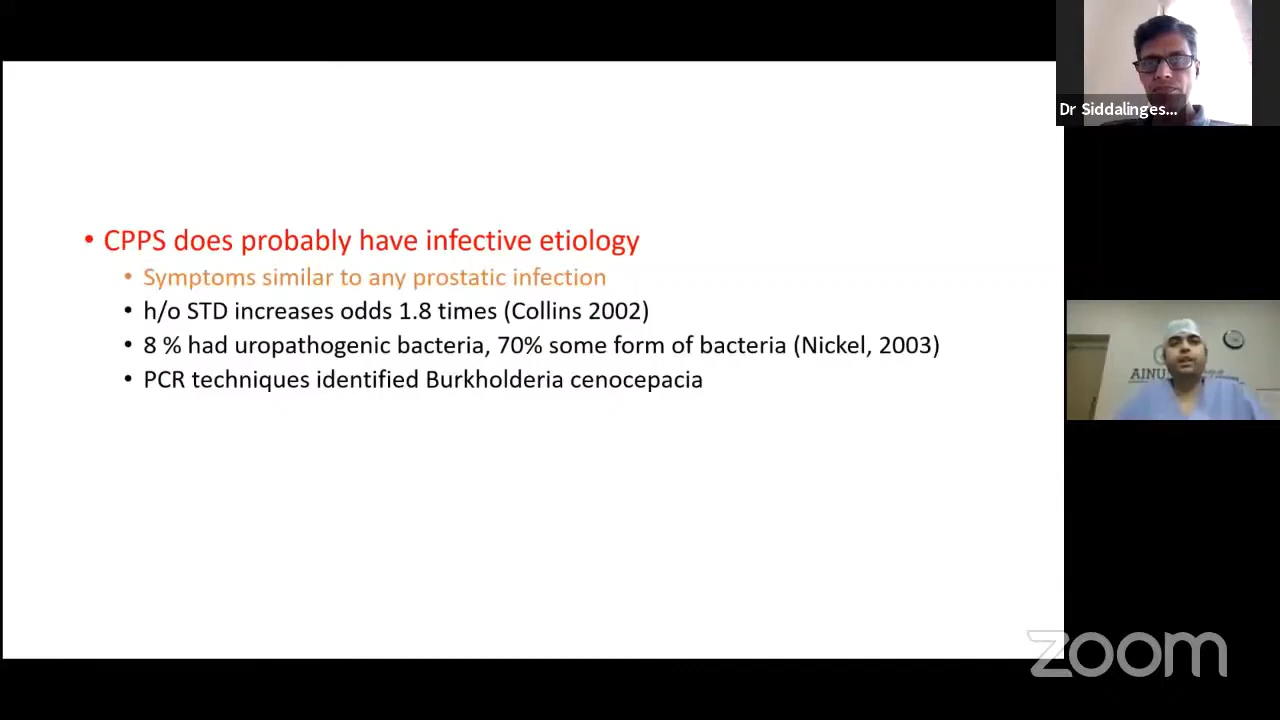 Dr Siddalinges...
• CPPS does probably have infective etiology
• Symptoms similar to any prostatic infection
• h/o STD increases odds 1.8 times (Collins 2002)
• 8 % had uropathogenic bacteria, 70% some form of bacteria (Nickel, 2003)
• PCR techniques identified Burkholderia cenocepacia
AINU
zoom